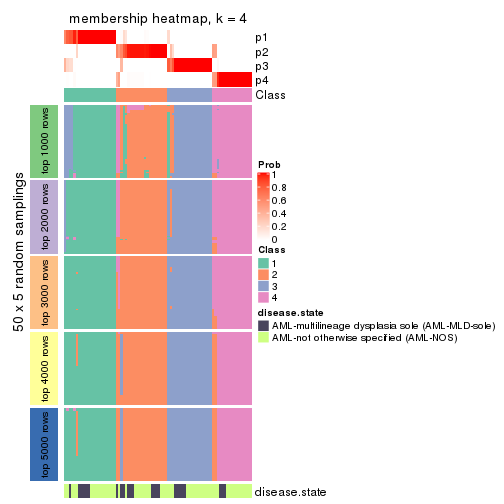 membership heatmap, k = 4
p1
p2
p3
p4
Class
50 x 5 random samplings
top 1000 rows
top 2000 rows
top 3000 rows
top 4000 rows
top 5000 rows
Prob
1
0.8
0.6
0.4
0.2
0
Class
1
2
3
4
disease.state
AML-multilineage dysplasia sole (AML-MLD-sole)
AML-not otherwise specified (AML-NOS)
disease.state